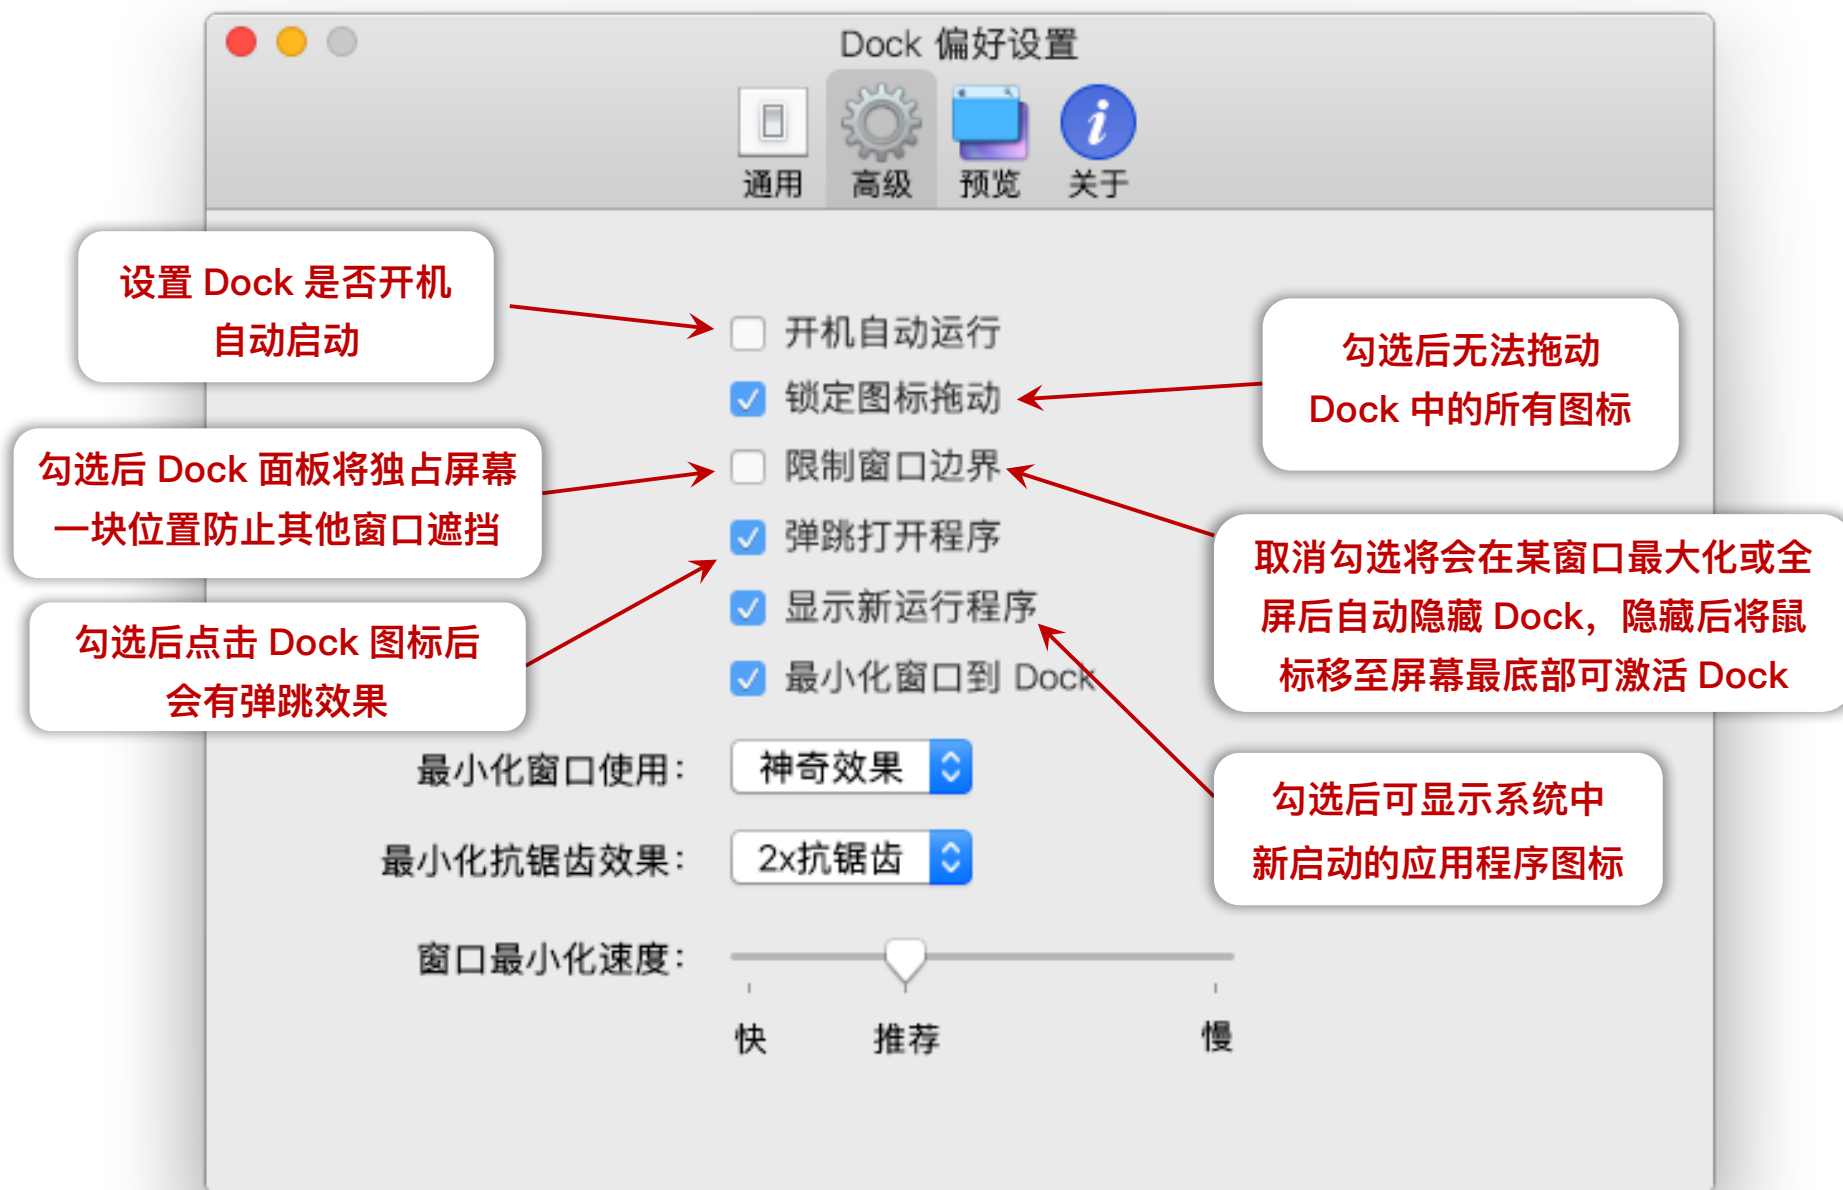 Dock 偏好设置
通用
高级
预览
关于
设置 Dock 是否开机
自动启动
开机自动运行
锁定图标拖动
勾选后无法拖动
Dock 中的所有图标
勾选后 Dock 面板将独占屏幕
一块位置防止其他窗口遮挡
限制窗口边界
弹跳打开程序
取消勾选将会在某窗口最大化或全
屏后自动隐藏 Dock，隐藏后将鼠
标移至屏幕最底部可激活 Dock
勾选后点击 Dock 图标后
会有弹跳效果
显示新运行程序
最小化窗口到 Dock
最小化窗口使用：
神奇效果
勾选后可显示系统中
新启动的应用程序图标
最小化抗锯齿效果：
2x抗锯齿
窗口最小化速度：
快
推荐
慢